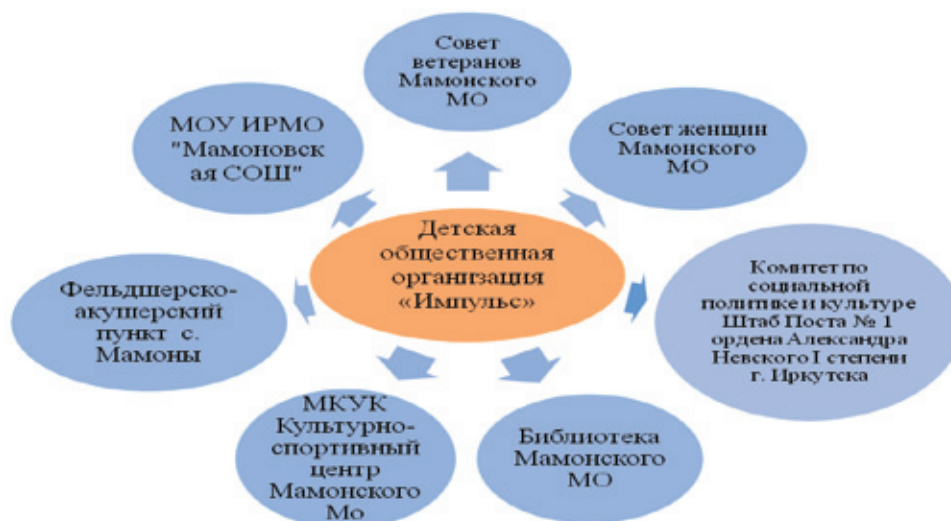 Совет
ветеранов
Мамонского
МО
МОУ ИРМО
"Мамоновск
ая СОШ"
Совет женщин
Мамонского
МО
Детская
общественная
организация
«Импульс»
Фельдшерско-
акушерский
пункт с.
Мамоны
Комитет по
социальной
политике и культуре
Штаб Поста № 1
ордена Александра
Невского I степени
г. Иркутска
МКУК
Культурно-
спортивный
центр
Мамонского
Мо
Библиотека
Мамонского
МО